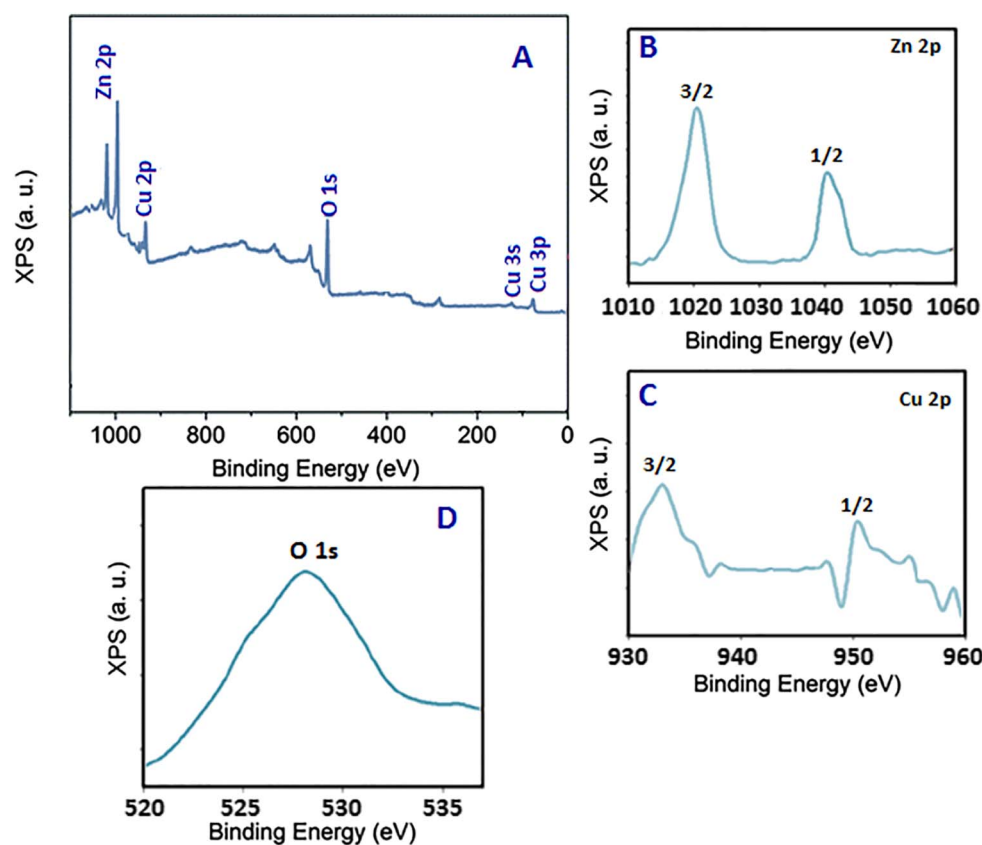 A
Zn 2p
Cu 2p
O 1s
Cu 3s
Cu 3p
XPS (a. u.)
1000 800 600 400 200 0
Binding Energy (eV)
B
Zn 2p
3/2
1/2
XPS (a. u.)
1010 1020 1030 1040 1050 1060
Binding Energy (eV)
C
Cu 2p
3/2
1/2
XPS (a. u.)
930 940 950 960
Binding Energy (eV)
D
O 1s
XPS (a. u.)
520 525 530 535
Binding Energy (eV)